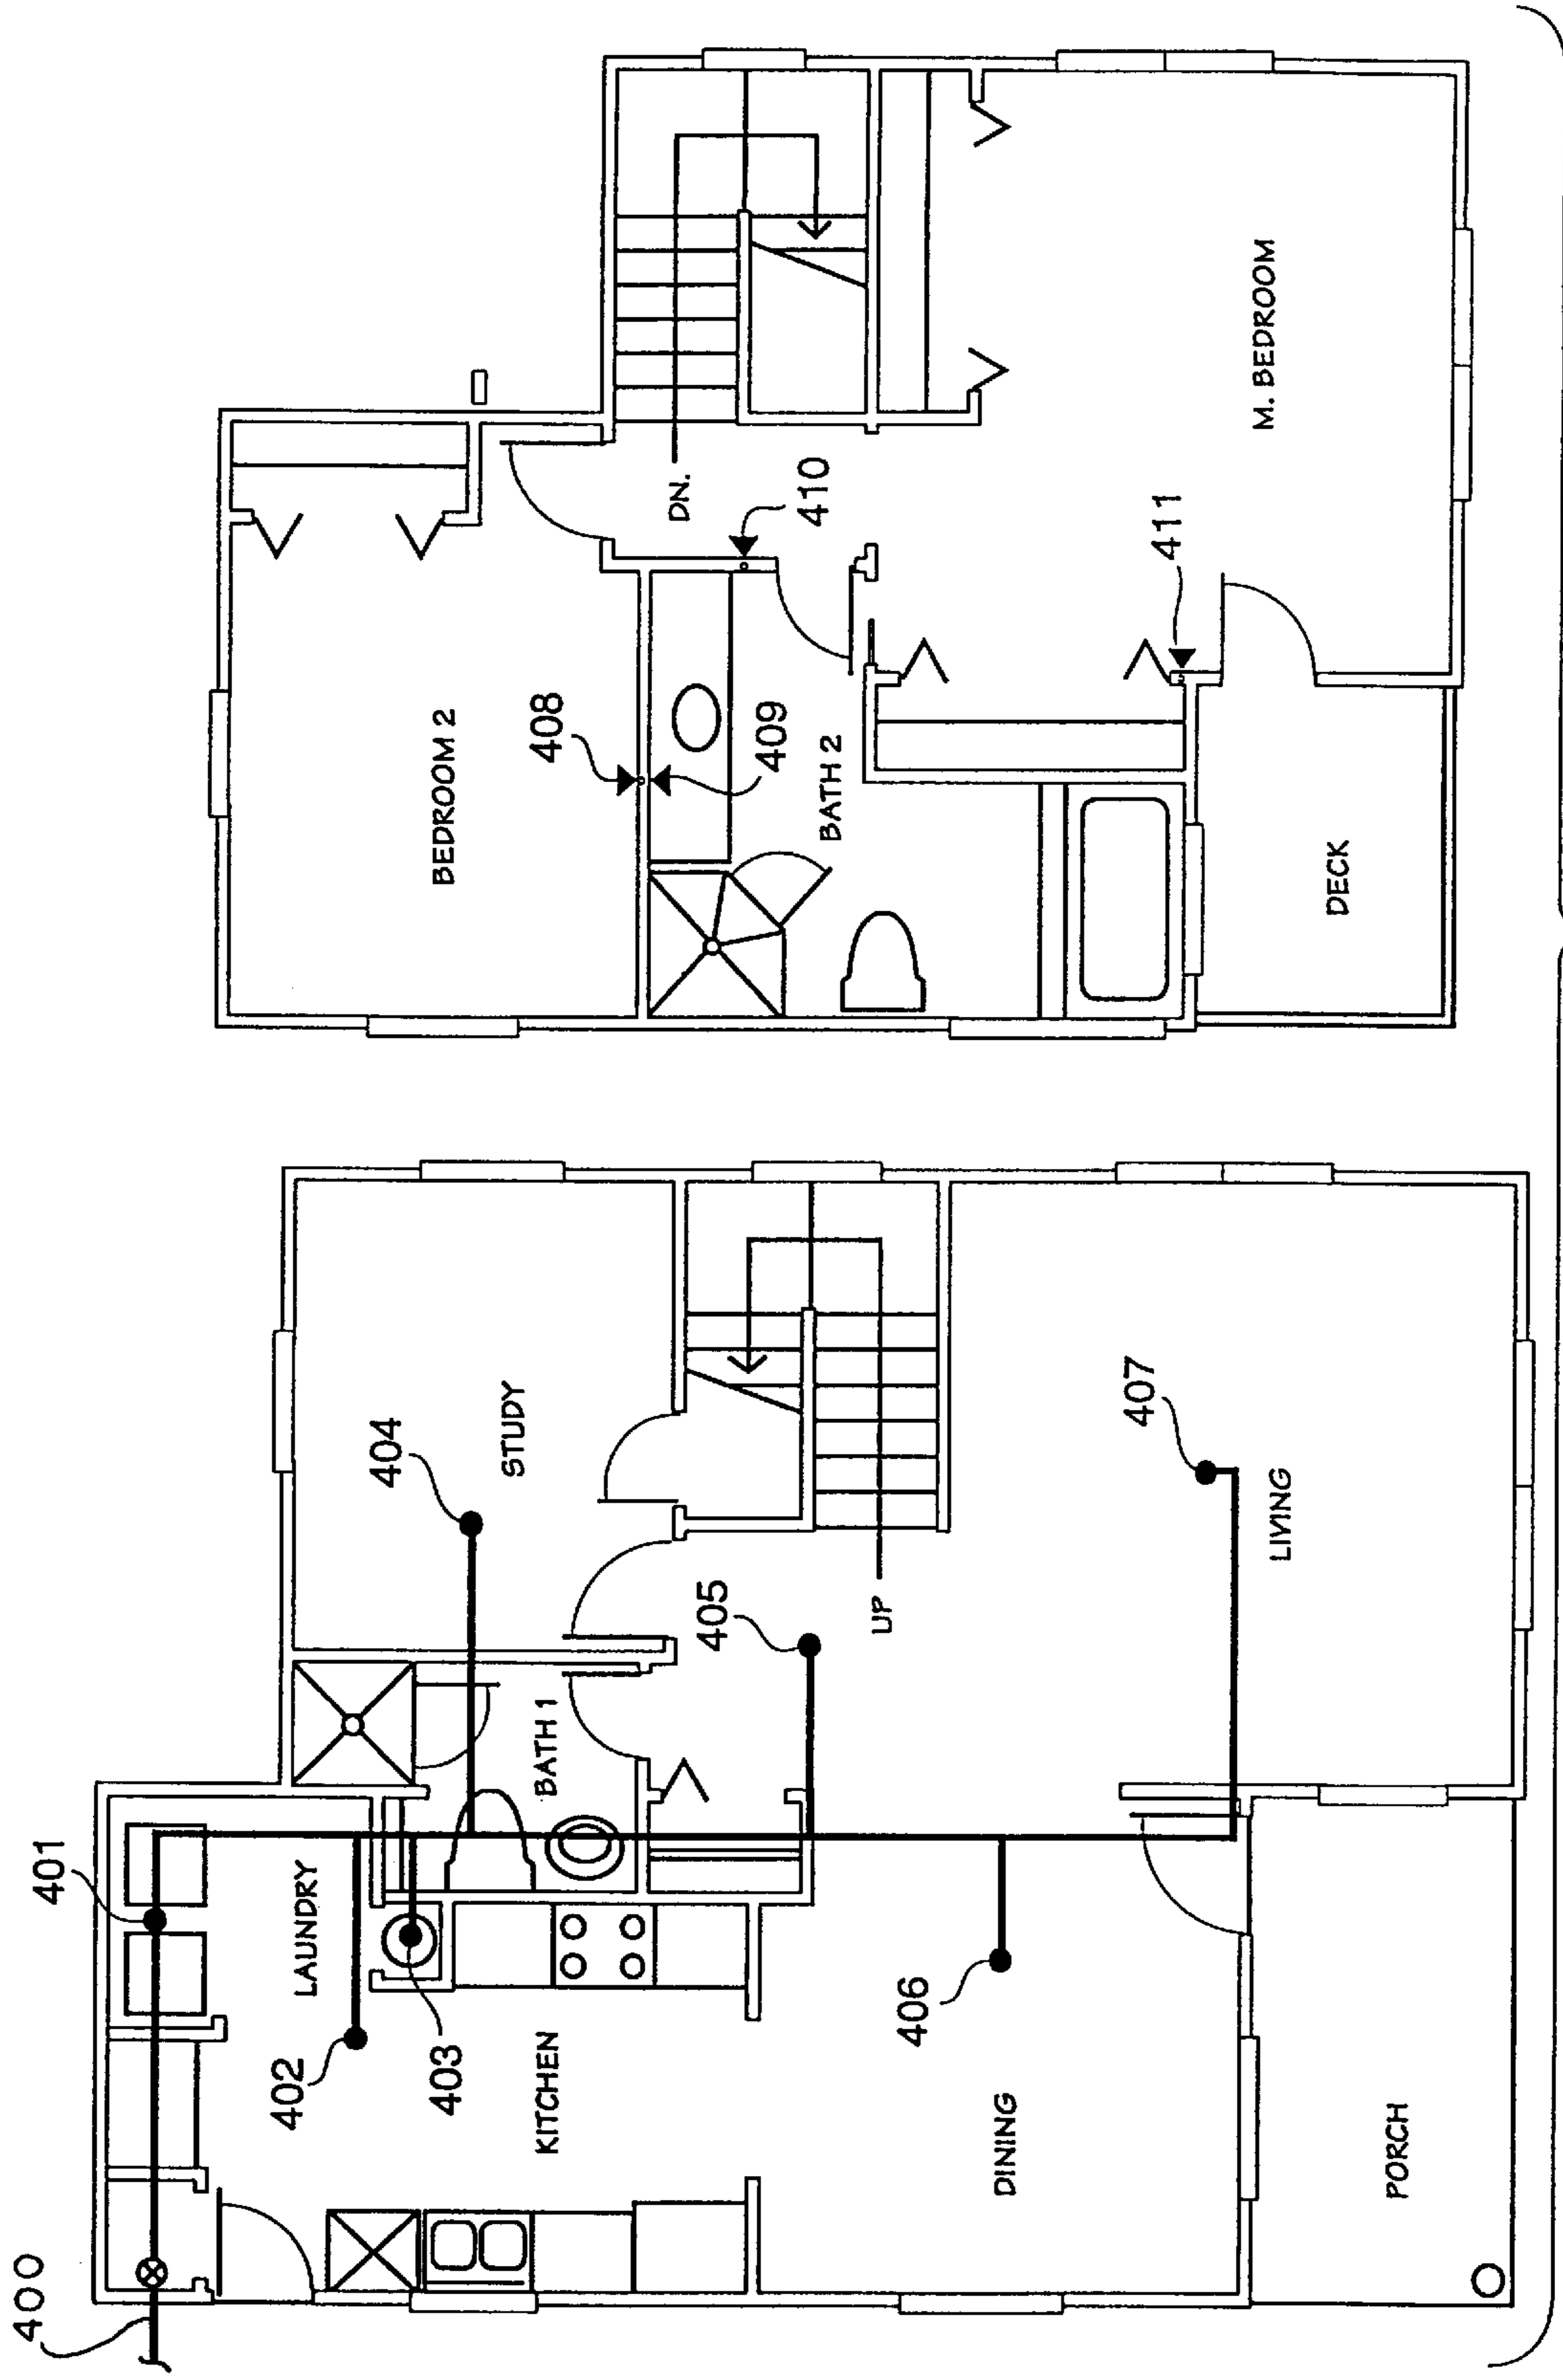 400
401
LAUNDRY
402
403
KITCHEN
404
STUDY
BATH 1
405
UP
406
DINING
407
LIVING
PORCH
BEDROOM 2
408
409
DN.
410
BATH 2
411
M. BEDROOM
DECK